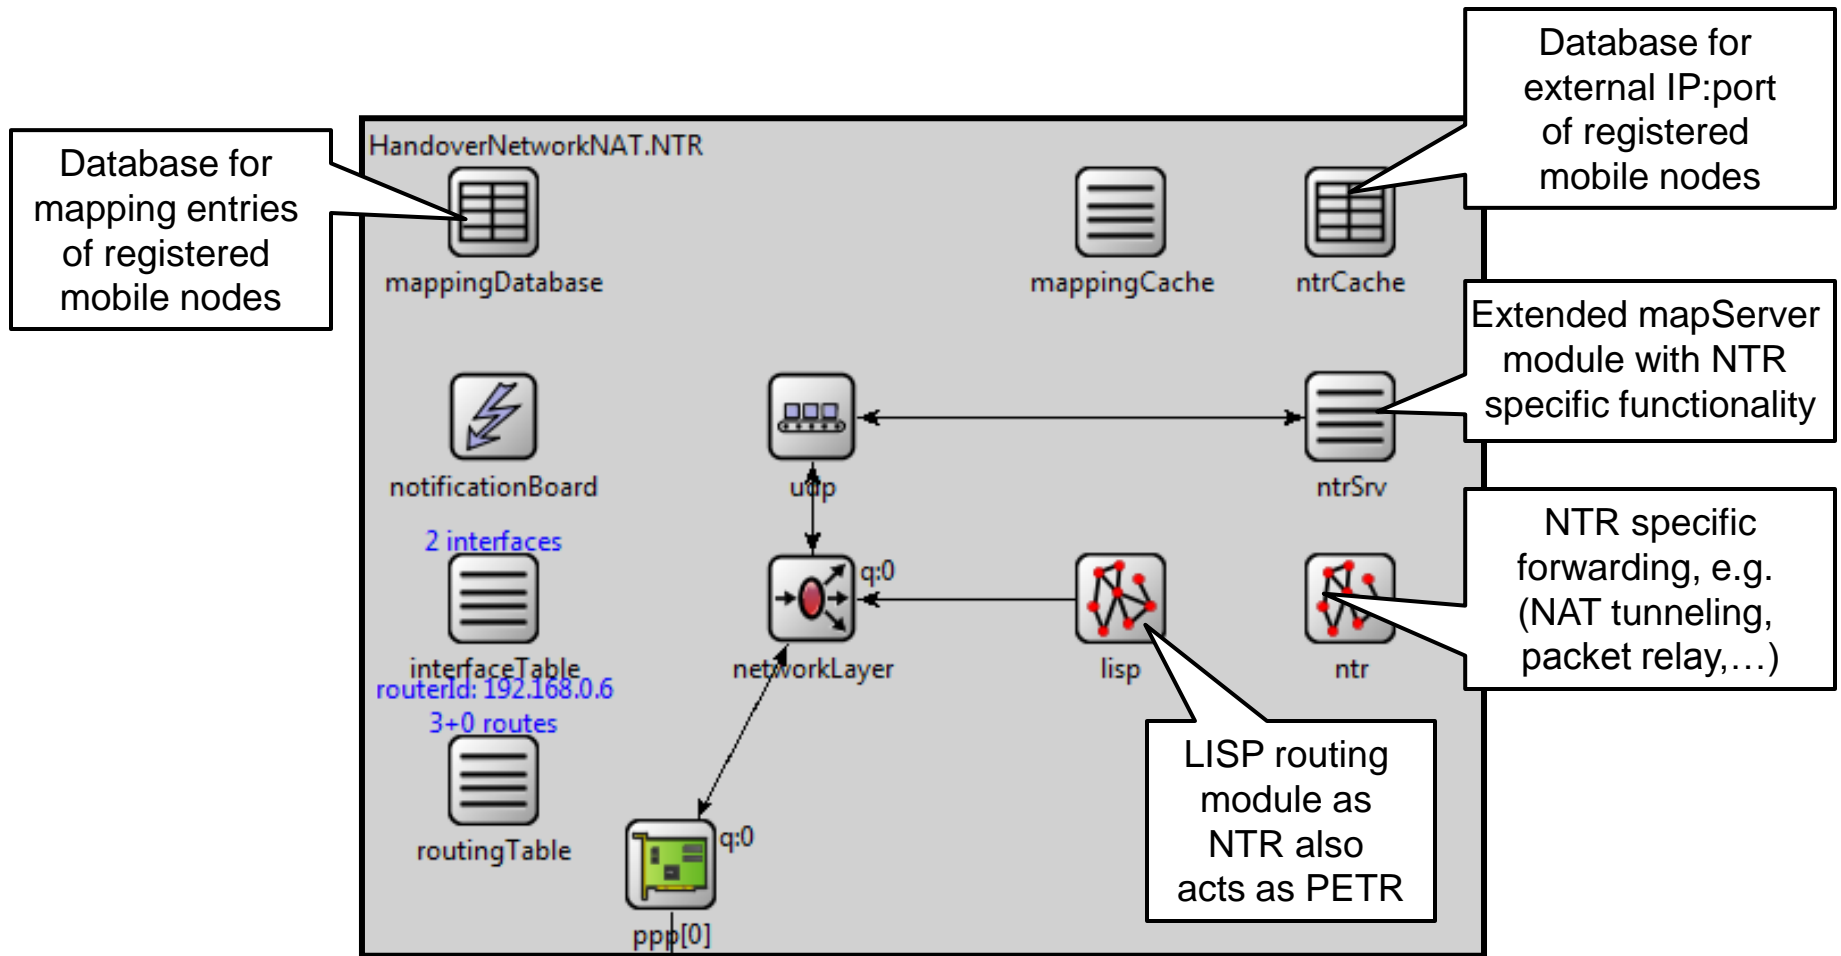 Database for
external IP:port
of registered
mobile nodes
Database for
mapping entries
of registered
mobile nodes
HandoverNetworkNAT.NTR
mappingDatabase
mappingCache
ntrCache
Extended mapServer
module with NTR
specific functionality
notificationBoard
udp
ntrSrv
NTR specific
forwarding, e.g.
(NAT tunneling,
packet relay,…)
2 interfaces
q:0
interfaceTable
networkLayer
lisp
ntr
routerId: 192.168.0.6
3+0 routes
LISP routing
module as
NTR also
acts as PETR
routingTable
q:0
ppp[0]